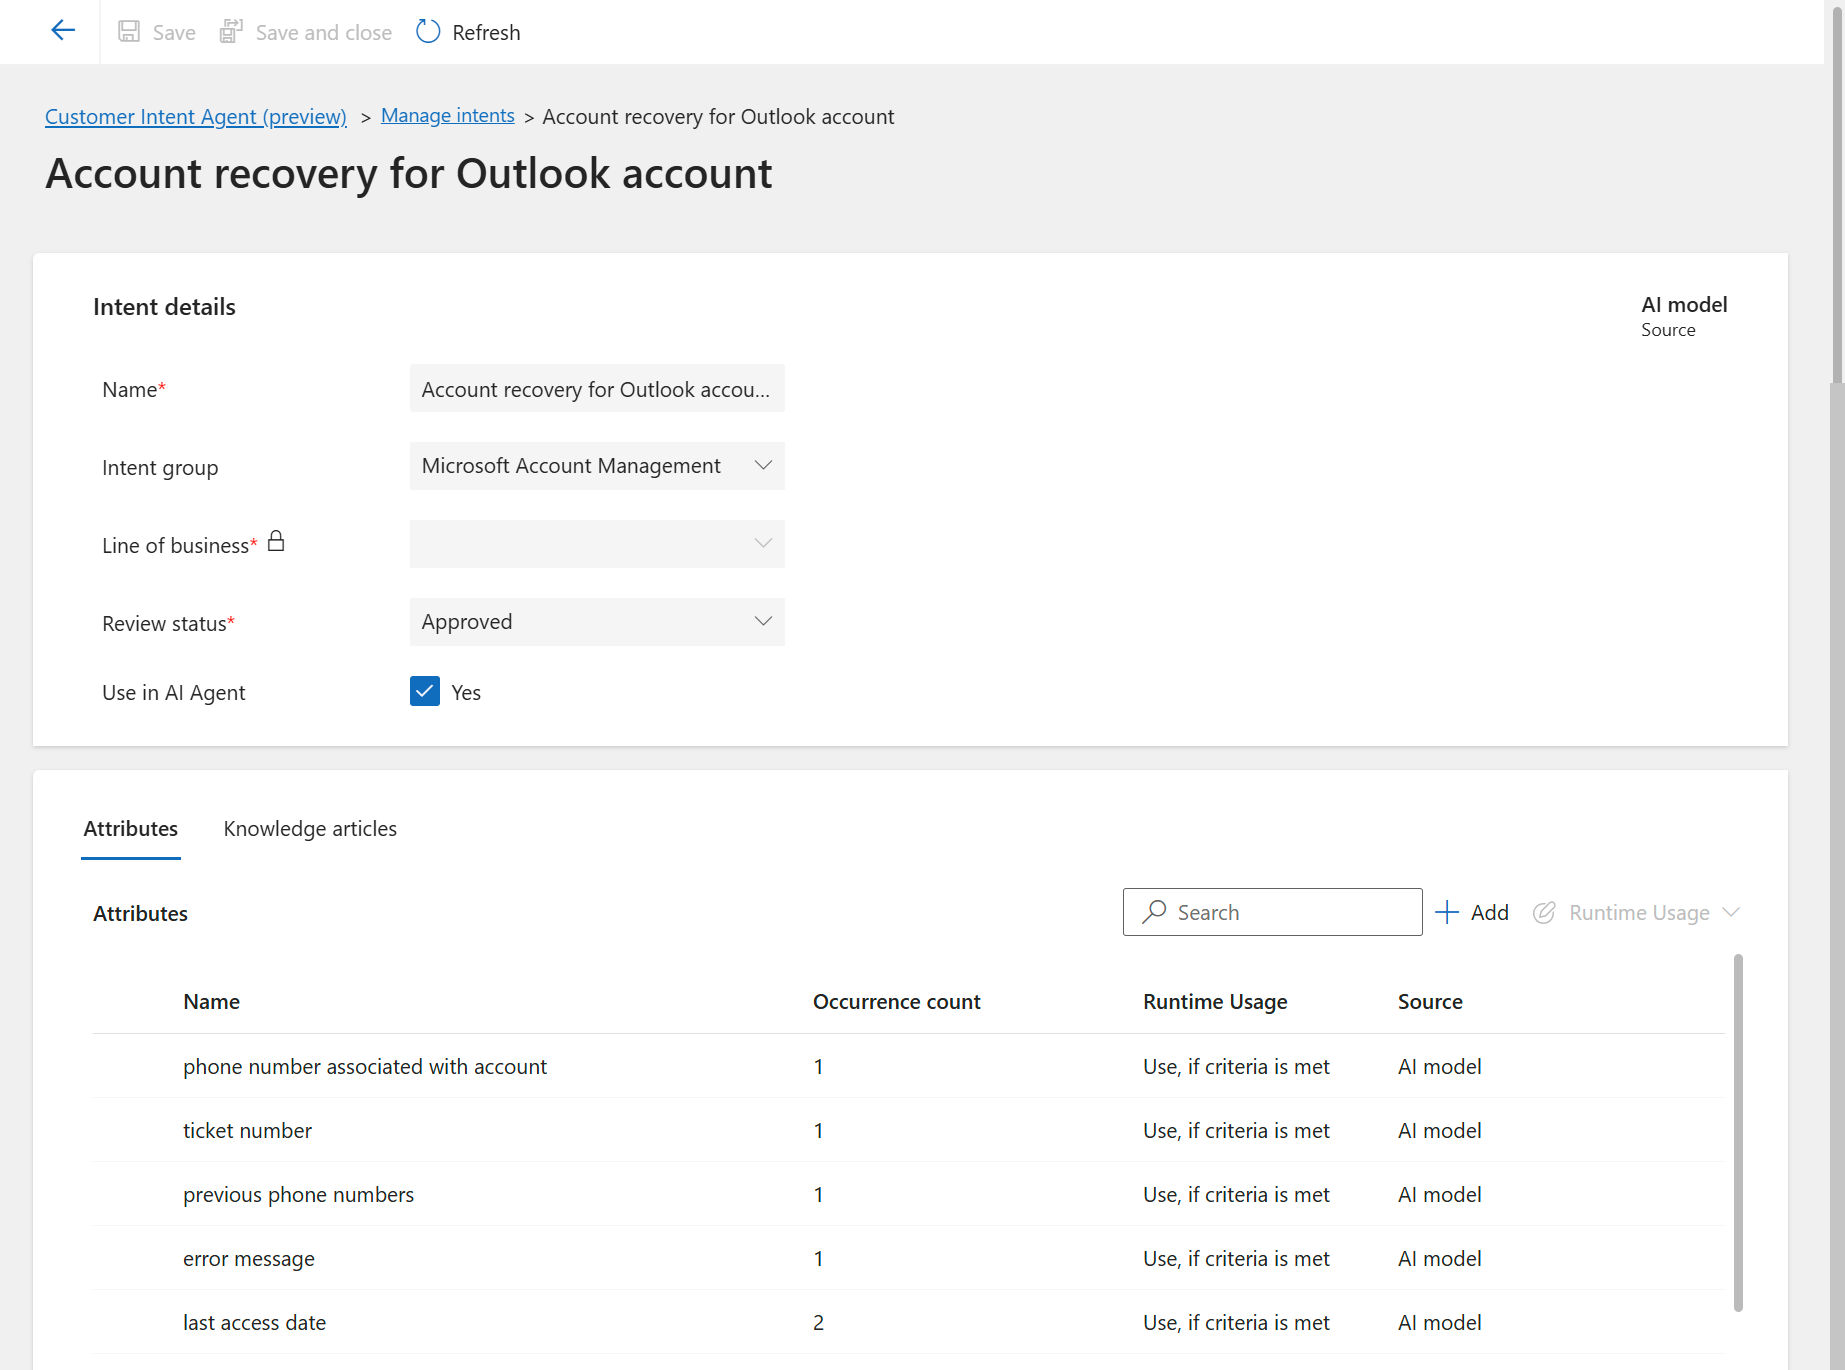 Save Save and close Refresh
Customer Intent Agent (preview) > Manage intents > Account recovery for Outlook account
Account recovery for Outlook account
Intent details
AI model
Source
Name* Account recovery for Outlook accou...
Intent group Microsoft Account Management
Line of business*
Review status* Approved
Use in AI Agent Yes
Attributes Knowledge articles
Attributes Search Add Runtime Usage
Name Occurrence count Runtime Usage Source
phone number associated with account 1 Use, if criteria is met AI model
ticket number 1 Use, if criteria is met AI model
previous phone numbers 1 Use, if criteria is met AI model
error message 1 Use, if criteria is met AI model
last access date 2 Use, if criteria is met AI model